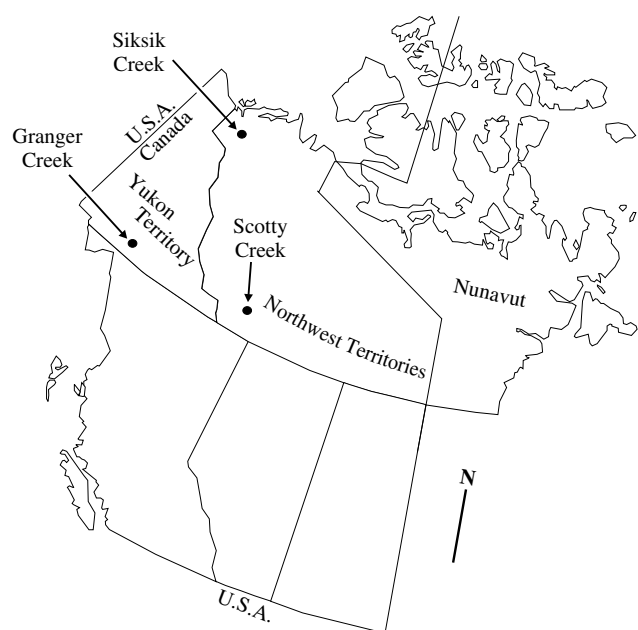 Siksik
Creek
U.S.A.
Canada
Granger
Creek
Yukon
Territory
Scotty
Creek
Nunavut
Northwest Territories
N
U.S.A.